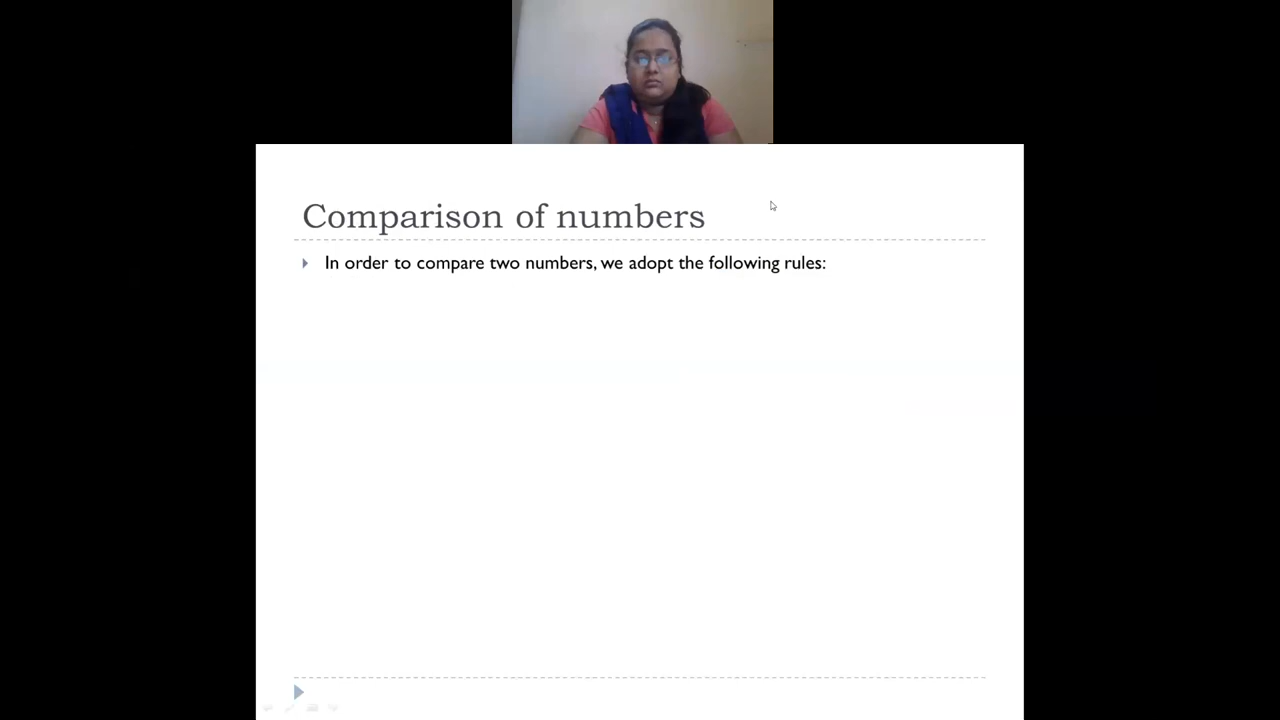 Comparison of numbers
In order to compare two numbers, we adopt the following rules: